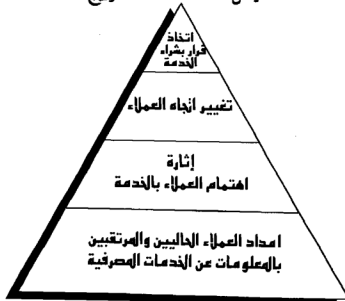 اتخاذ
قرار بشراء
الخدمة
تغيير اتجاه العملاء
إثارة
اهتمام العملاء بالخدمة
امداد العملاء الحاليين والمرتقبين
بالمعلومات عن الخدمات المصرفية